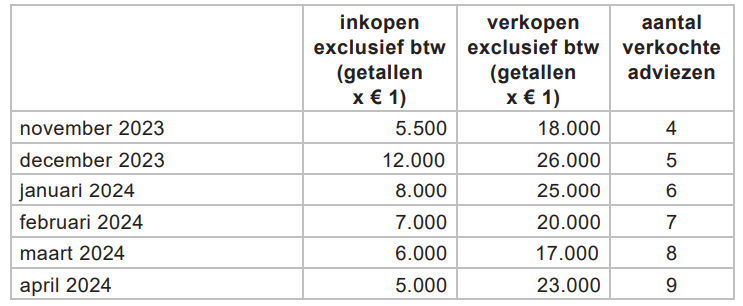 inkopen exclusief btw (getallen x € 1) verkopen exclusief btw (getallen x € 1) aantal verkochte adviezen
november 2023 5.500 18.000 4
december 2023 12.000 26.000 5
januari 2024 8.000 25.000 6
februari 2024 7.000 20.000 7
maart 2024 6.000 17.000 8
april 2024 5.000 23.000 9